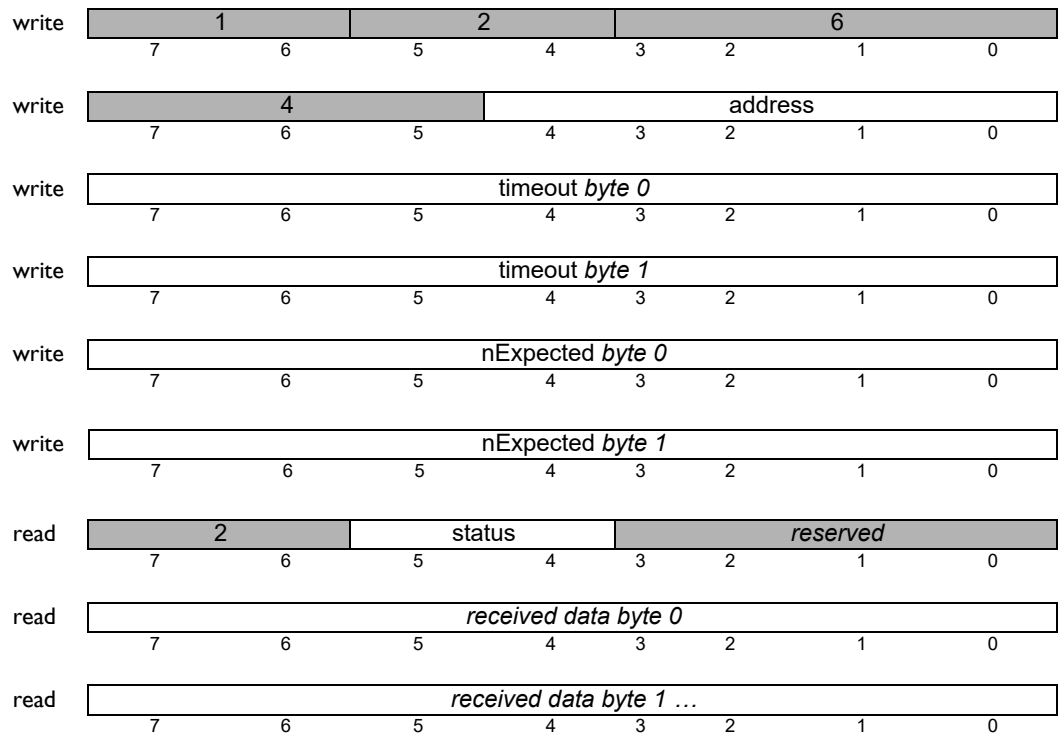 write 1 2 6
7 6 5 4 3 2 1 0
write 4 address
7 6 5 4 3 2 1 0
write timeout byte 0
7 6 5 4 3 2 1 0
write timeout byte 1
7 6 5 4 3 2 1 0
write nExpected byte 0
7 6 5 4 3 2 1 0
write nExpected byte 1
7 6 5 4 3 2 1 0
read 2 status reserved
7 6 5 4 3 2 1 0
read received data byte 0
7 6 5 4 3 2 1 0
read received data byte 1 …
7 6 5 4 3 2 1 0